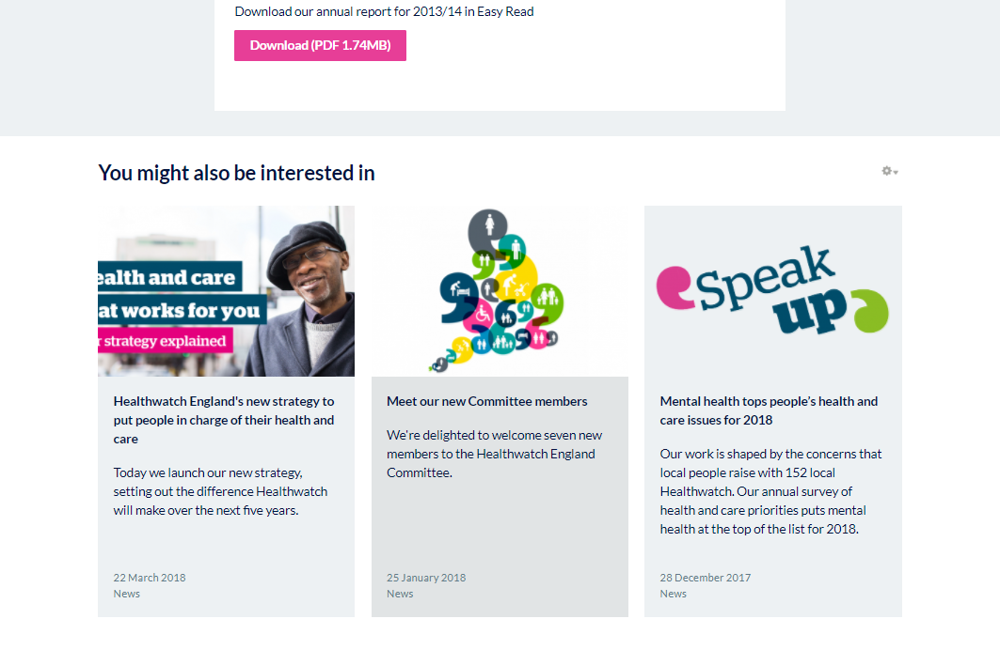 Download our annual report for 2013/14 in Easy Read
Download (PDF 1.74MB)
You might also be interested in
ealth and care
at works for you
r strategy explained
Speak
up
Healthwatch England's new strategy to
put people in charge of their health and
care
Today we launch our new strategy,
setting out the difference Healthwatch
will make over the next five years.
22 March 2018
News
Meet our new Committee members
We're delighted to welcome seven new
members to the Healthwatch England
Committee.
25 January 2018
News
Mental health tops people’s health and
care issues for 2018
Our work is shaped by the concerns that
local people raise with 152 local
Healthwatch. Our annual survey of
health and care priorities puts mental
health at the top of the list for 2018.
28 December 2017
News